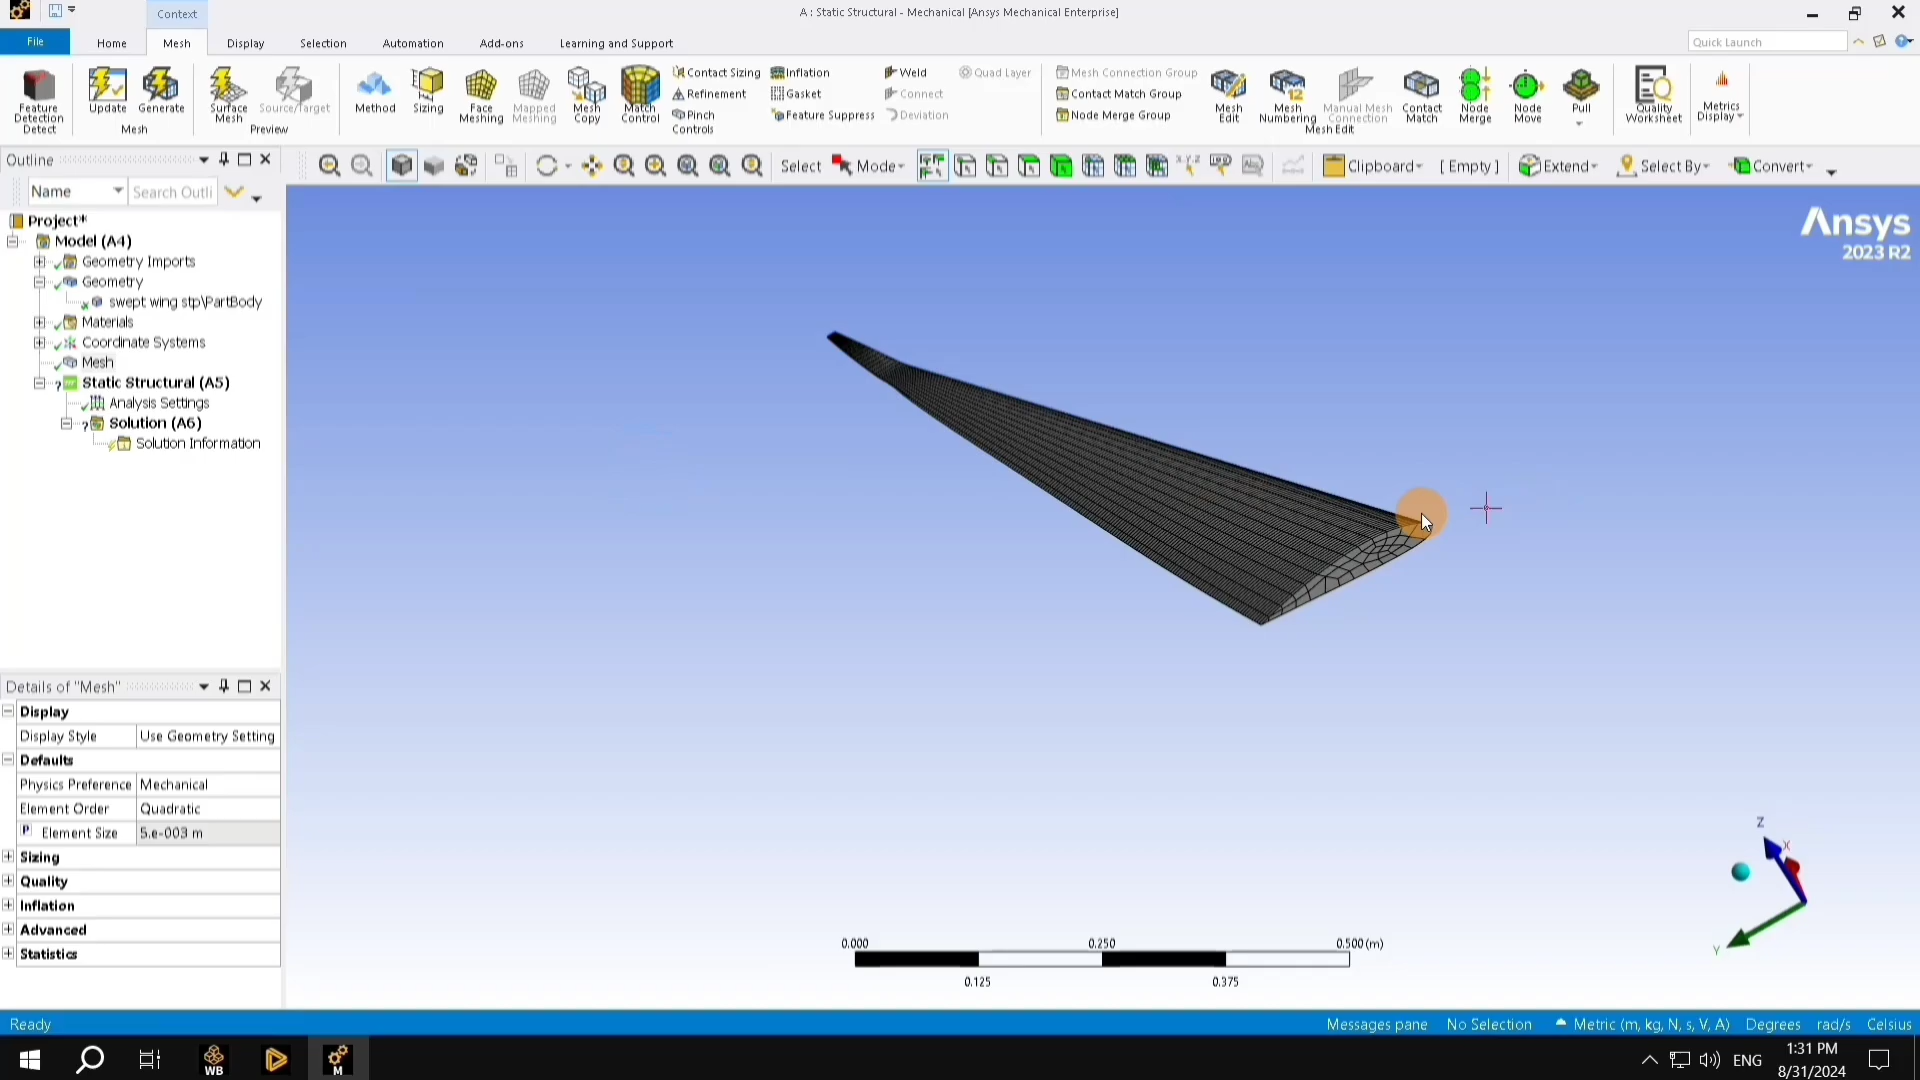 Context
A : Static Structural - Mechanical [Ansys Mechanical Enterprise]
File
Home
Mesh
Display
Selection
Automation
Add-ons
Learning and Support
Quick Launch
Feature
Detection
Detect
Update
Generate
Mesh
Surface
Mesh
Source/Target
Preview
Method
Sizing
Face
Meshing
Mapped
Meshing
Mesh
Copy
Match
Control
Contact Sizing
Refinement
Pinch
Controls
Inflation
Gasket
Feature Suppress
Weld
Connect
Deviation
Quad Layer
Mesh Connection Group
Contact Match Group
Node Merge Group
Mesh
Edit
Mesh
Numbering
Manual Mesh
Connection
Contact
Match
Node
Merge
Node
Move
Pull
Mesh Edit
Quality
Worksheet
Metrics
Display
Outline
Select
Mode
Clipboard
[ Empty ]
Extend
Select By
Convert
Name
Search Outli
Project*
Model (A4)
Geometry Imports
Geometry
swept wing stp\PartBody
Materials
Coordinate Systems
Mesh
Static Structural (A5)
Analysis Settings
Solution (A6)
Solution Information
Ansys
2023 R2
Details of "Mesh"
Display
Display Style Use Geometry Setting
Defaults
Physics Preference Mechanical
Element Order Quadratic
P Element Size 5.e-003 m
Sizing
Quality
Inflation
Advanced
Statistics
Z
X
Y
0.000
0.250
0.500 (m)
0.125
0.375
Ready
Messages pane
No Selection
Metric (m, kg, N, s, V, A)
Degrees
rad/s
Celsius
WB
M
ENG
1:31 PM
8/31/2024